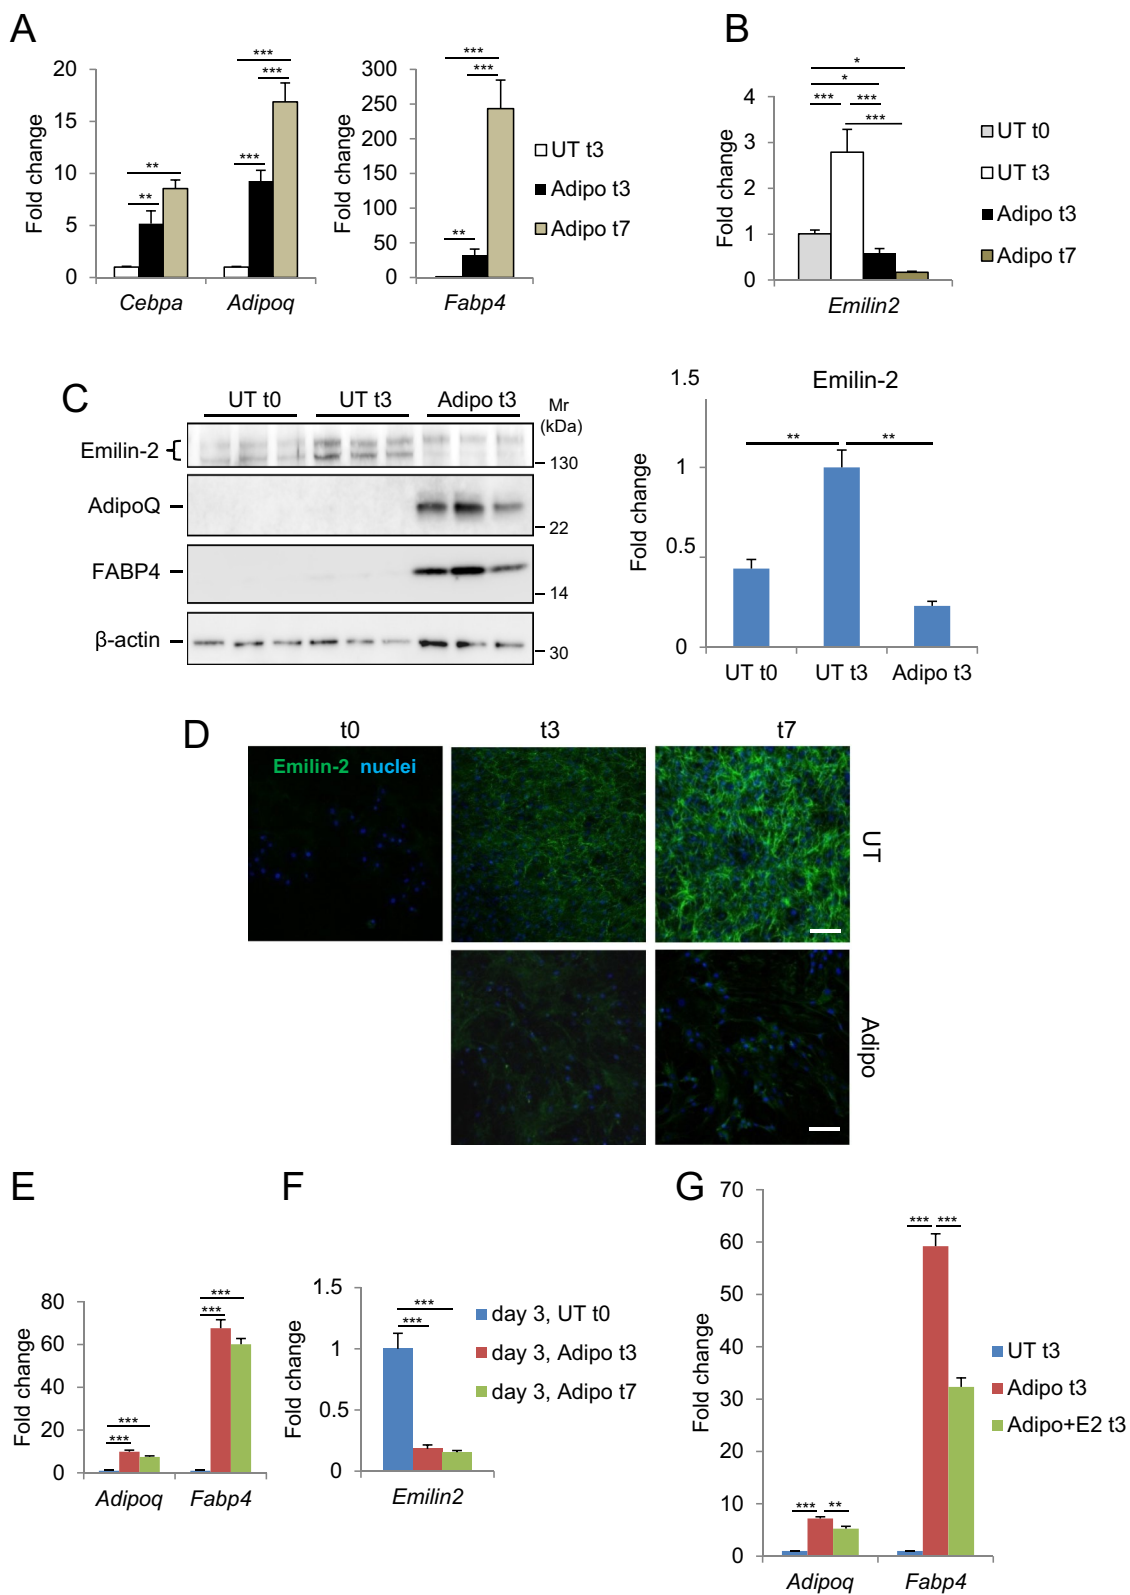 A
20
15
10
5
0
Fold change
** ** *** *** ***
Cebpa Adipoq
300
250
200
150
100
50
0
Fold change
** *** ***
Fabp4
UT t3
Adipo t3
Adipo t7
B
4
3
2
1
0
Fold change
*
*
*** ***
***
Emilin2
UT t0
UT t3
Adipo t3
Adipo t7
C
UT t0 UT t3 Adipo t3 Mr (kDa)
Emilin-2 130
AdipoQ 22
FABP4 14
β-actin 30
Emilin-2
1.5
1
0.5
0
Fold change
** **
UT t0 UT t3 Adipo t3
D
t0 t3 t7
Emilin-2 nuclei
UT
Adipo
E
80
60
40
20
0
Fold change
*** *** *** ***
Adipoq Fabp4
F
1.5
1
0.5
0
Fold change
***
***
Emilin2
day 3, UT t0
day 3, Adipo t3
day 3, Adipo t7
G
70
60
50
40
30
20
10
0
Fold change
*** ** *** ***
Adipoq Fabp4
UT t3
Adipo t3
Adipo+E2 t3